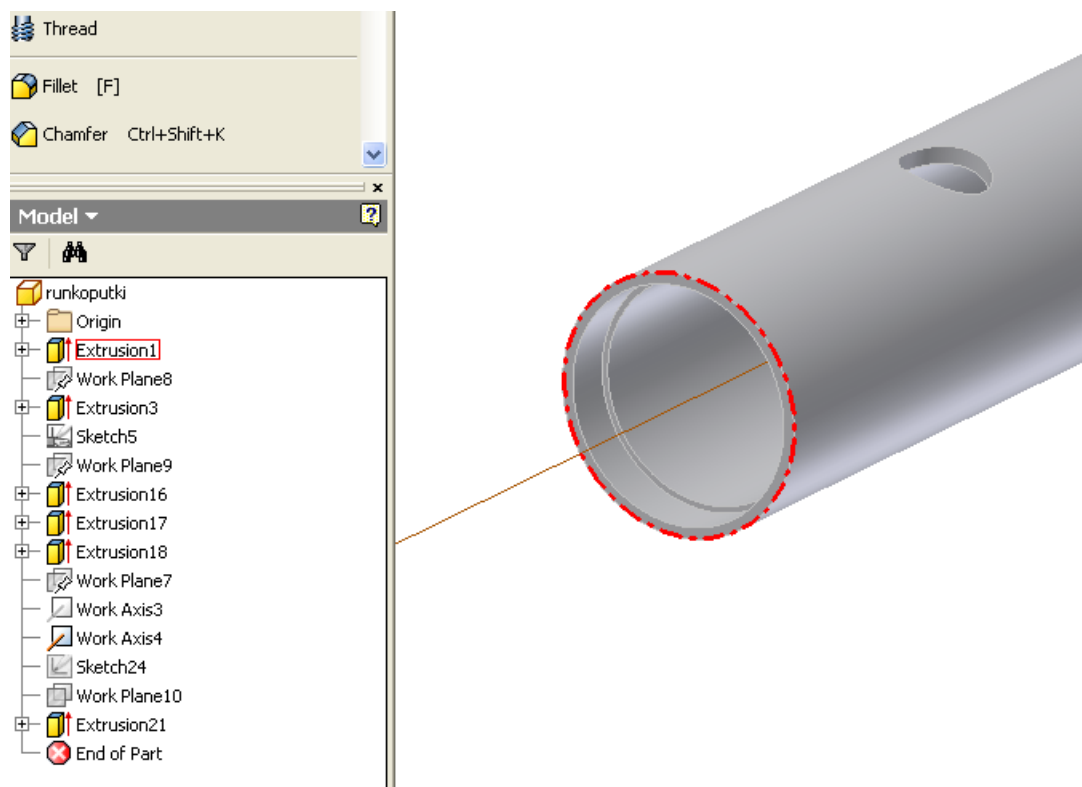 Thread
Fillet [F]
Chamfer Ctrl+Shift+K
Model
runkoputki
Origin
Extrusion1
Work Plane8
Extrusion3
Sketch5
Work Plane9
Extrusion16
Extrusion17
Extrusion18
Work Plane7
Work Axis3
Work Axis4
Sketch24
Work Plane10
Extrusion21
End of Part